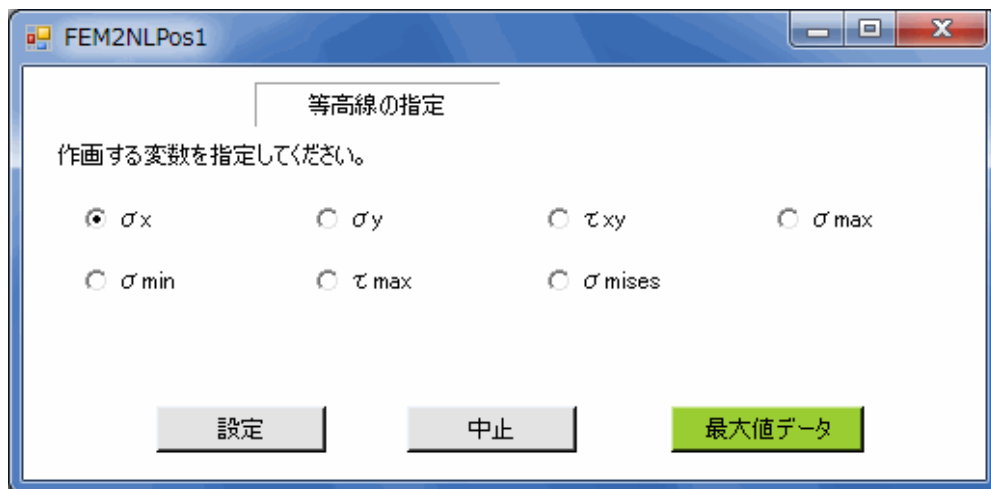 FEM2NLPos1
等高線の指定
作画する変数を指定してください。
σx σy τxy σmax
σmin τmax σmises
設定 中止 最大値データ